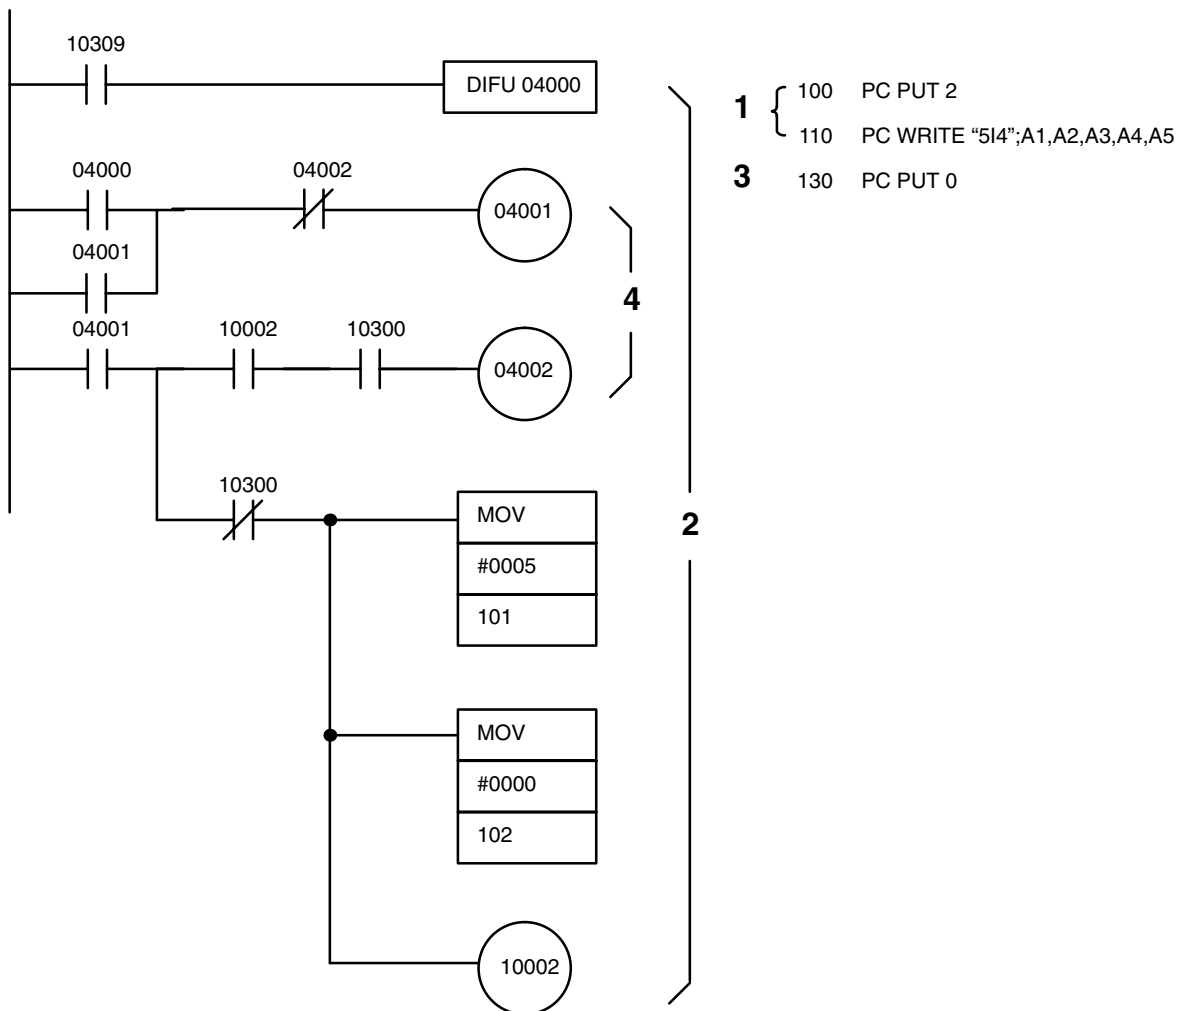 10309
DIFU 04000
1
100 PC PUT 2
110 PC WRITE “5I4”;A1,A2,A3,A4,A5
3 130 PC PUT 0
04000 04002
04001
04001
4
04001 10002 10300
04002
10300
MOV
#0005
101
2
MOV
#0000
102
10002